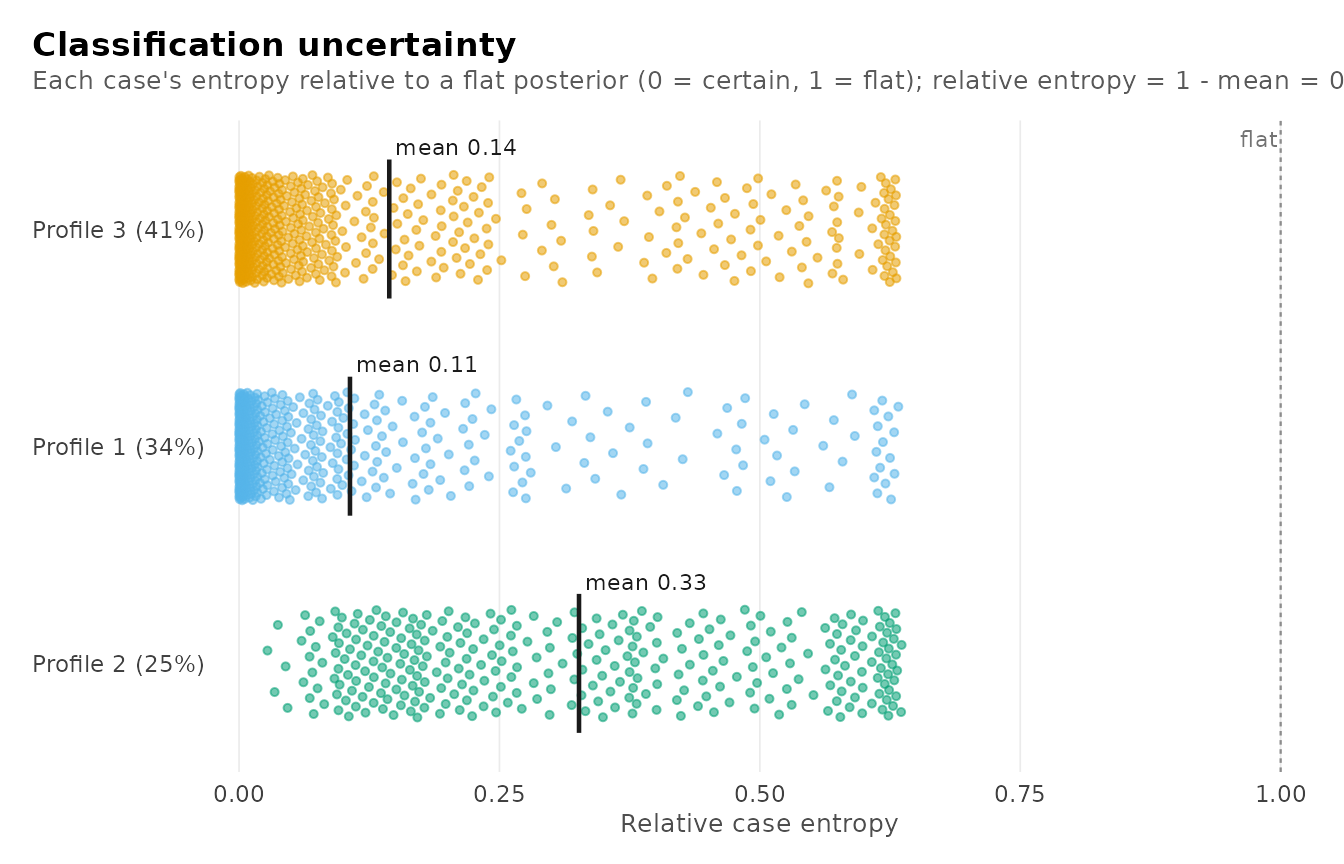 Classification uncertainty
Each case's entropy relative to a flat posterior (0 = certain, 1 = flat); relative entropy = 1 - mean = 0
flat
mean 0.14
Profile 3 (41%)
mean 0.11
Profile 1 (34%)
mean 0.33
Profile 2 (25%)
0.00 0.25 0.50 0.75 1.00
Relative case entropy